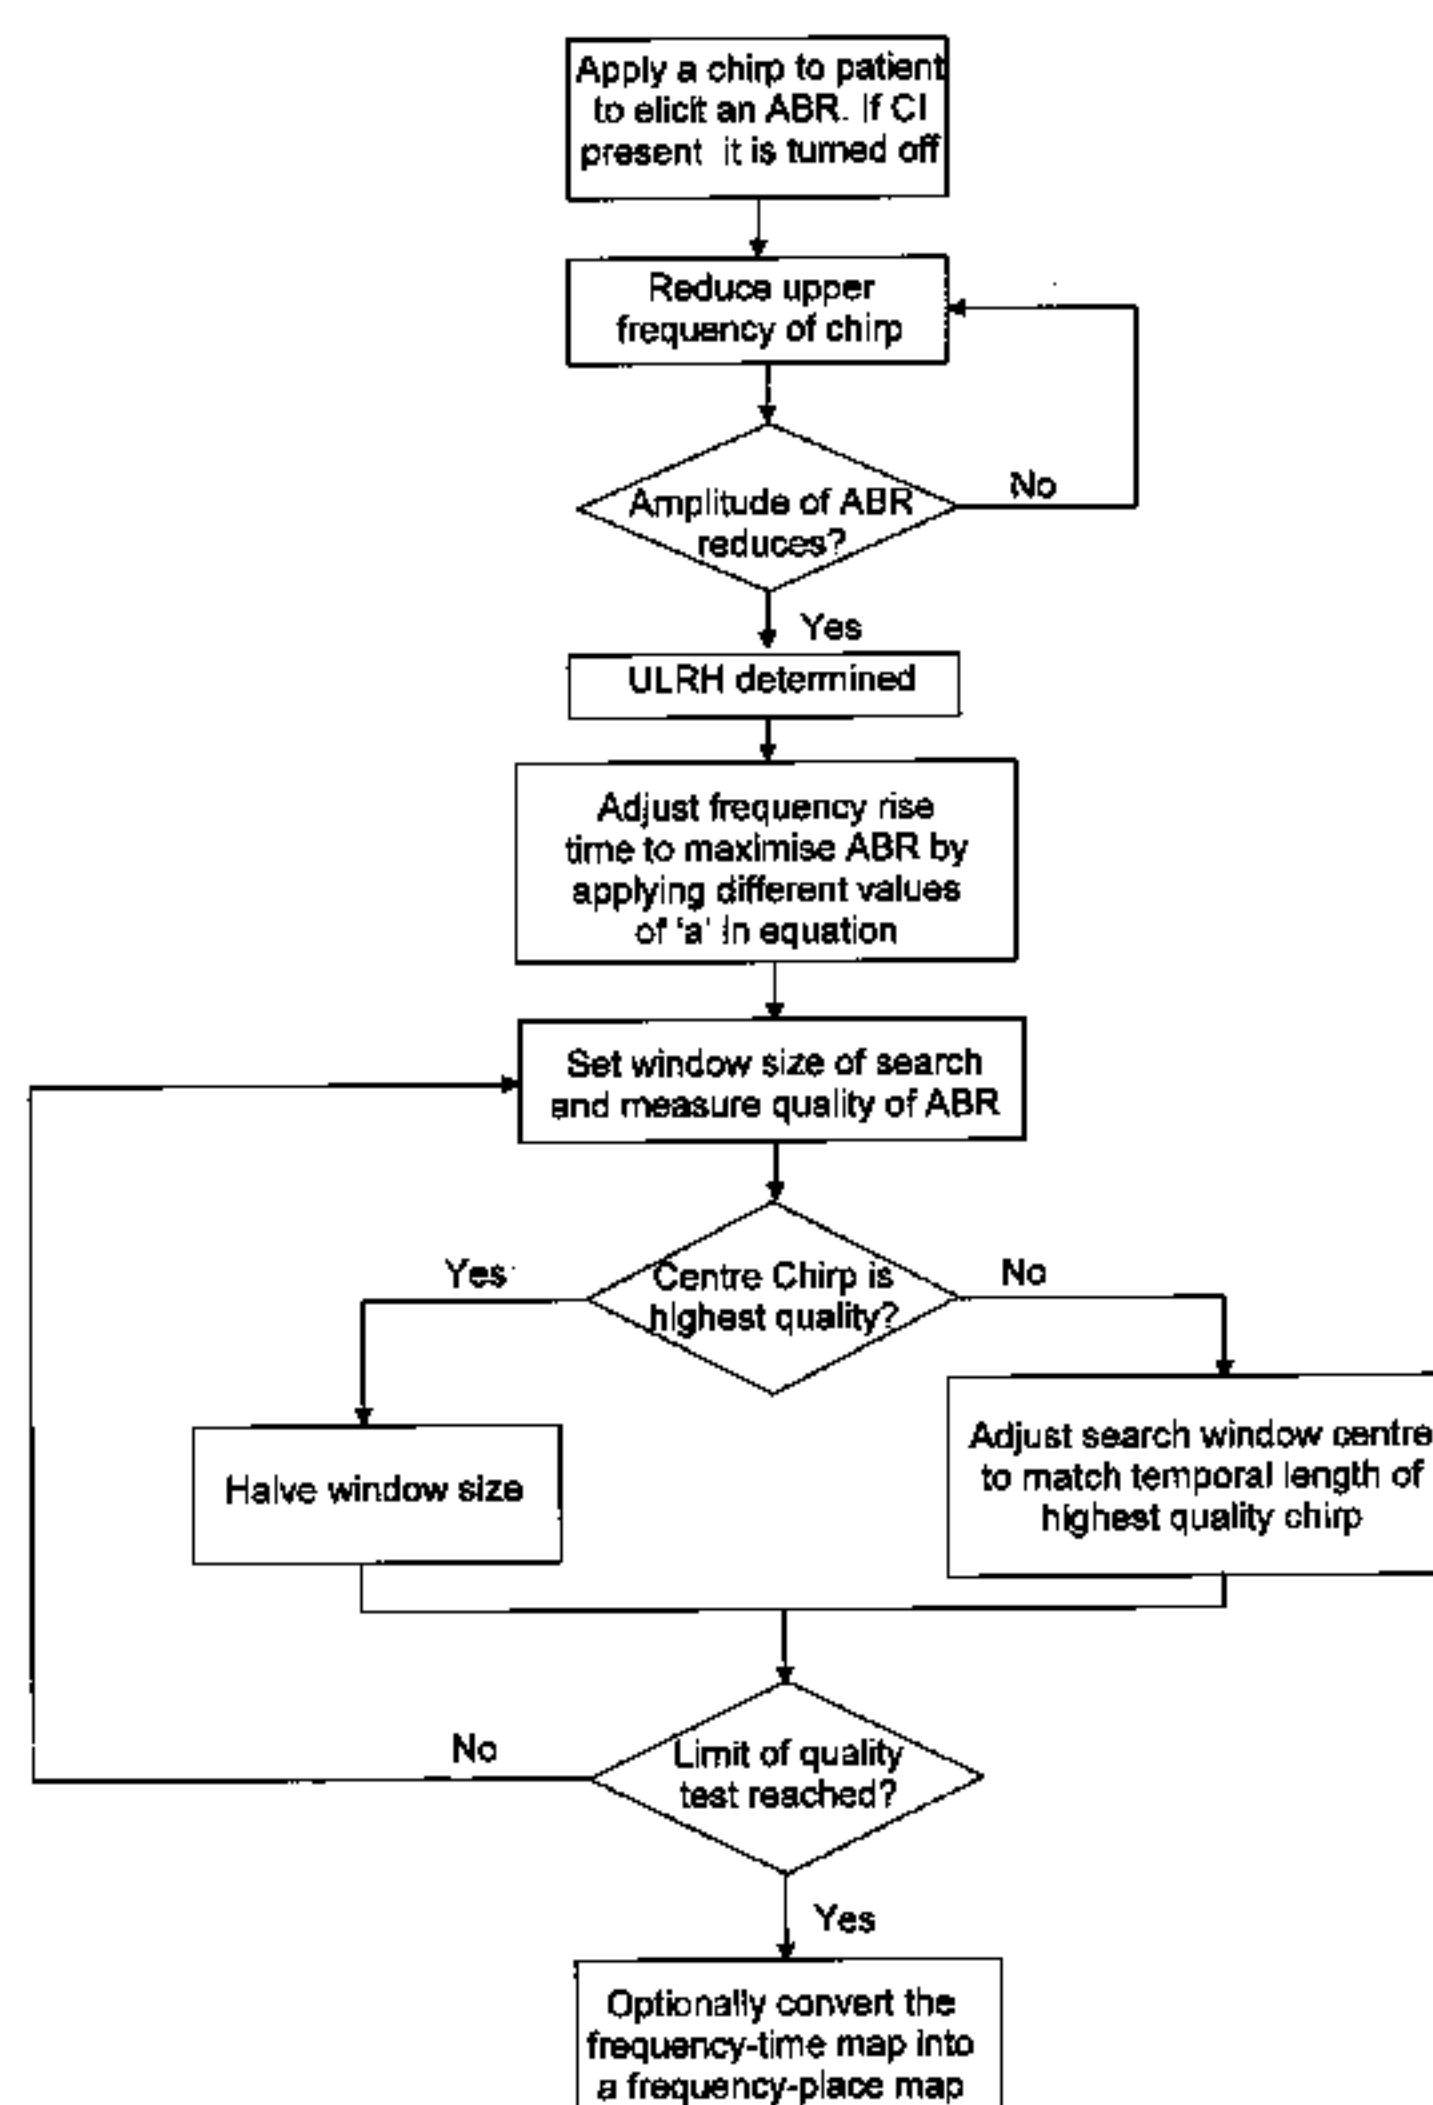 Apply a chirp to patient
to elicit an ABR. If CI
present it is turned off
Reduce upper
frequency of chirp
Amplitude of ABR
reduces?
No
Yes
ULRH determined
Adjust frequency rise
time to maximise ABR by
applying different values
of 'a' in equation
Set window size of search
and measure quality of ABR
Centre Chirp is
highest quality?
Yes
No
Halve window size
Adjust search window centre
to match temporal length of
highest quality chirp
Limit of quality
test reached?
No
Yes
Optionally convert the
frequency-time map into
a frequency-place map